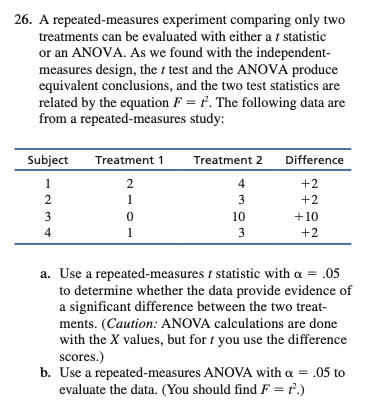 26. A repeated-measures experiment comparing only two
treatments can be evaluated with either a t statistic
or an ANOVA. As we found with the independent-
measures design, the t test and the ANOVA produce
equivalent conclusions, and the two test statistics are
related by the equation F = t². The following data are
from a repeated-measures study:
Subject Treatment 1 Treatment 2 Difference
1 2 4 +2
2 1 3 +2
3 0 10 +10
4 1 3 +2
a. Use a repeated-measures t statistic with α = .05
to determine whether the data provide evidence of
a significant difference between the two treat-
ments. (Caution: ANOVA calculations are done
with the X values, but for t you use the difference
scores.)
b. Use a repeated-measures ANOVA with α = .05 to
evaluate the data. (You should find F = t².)